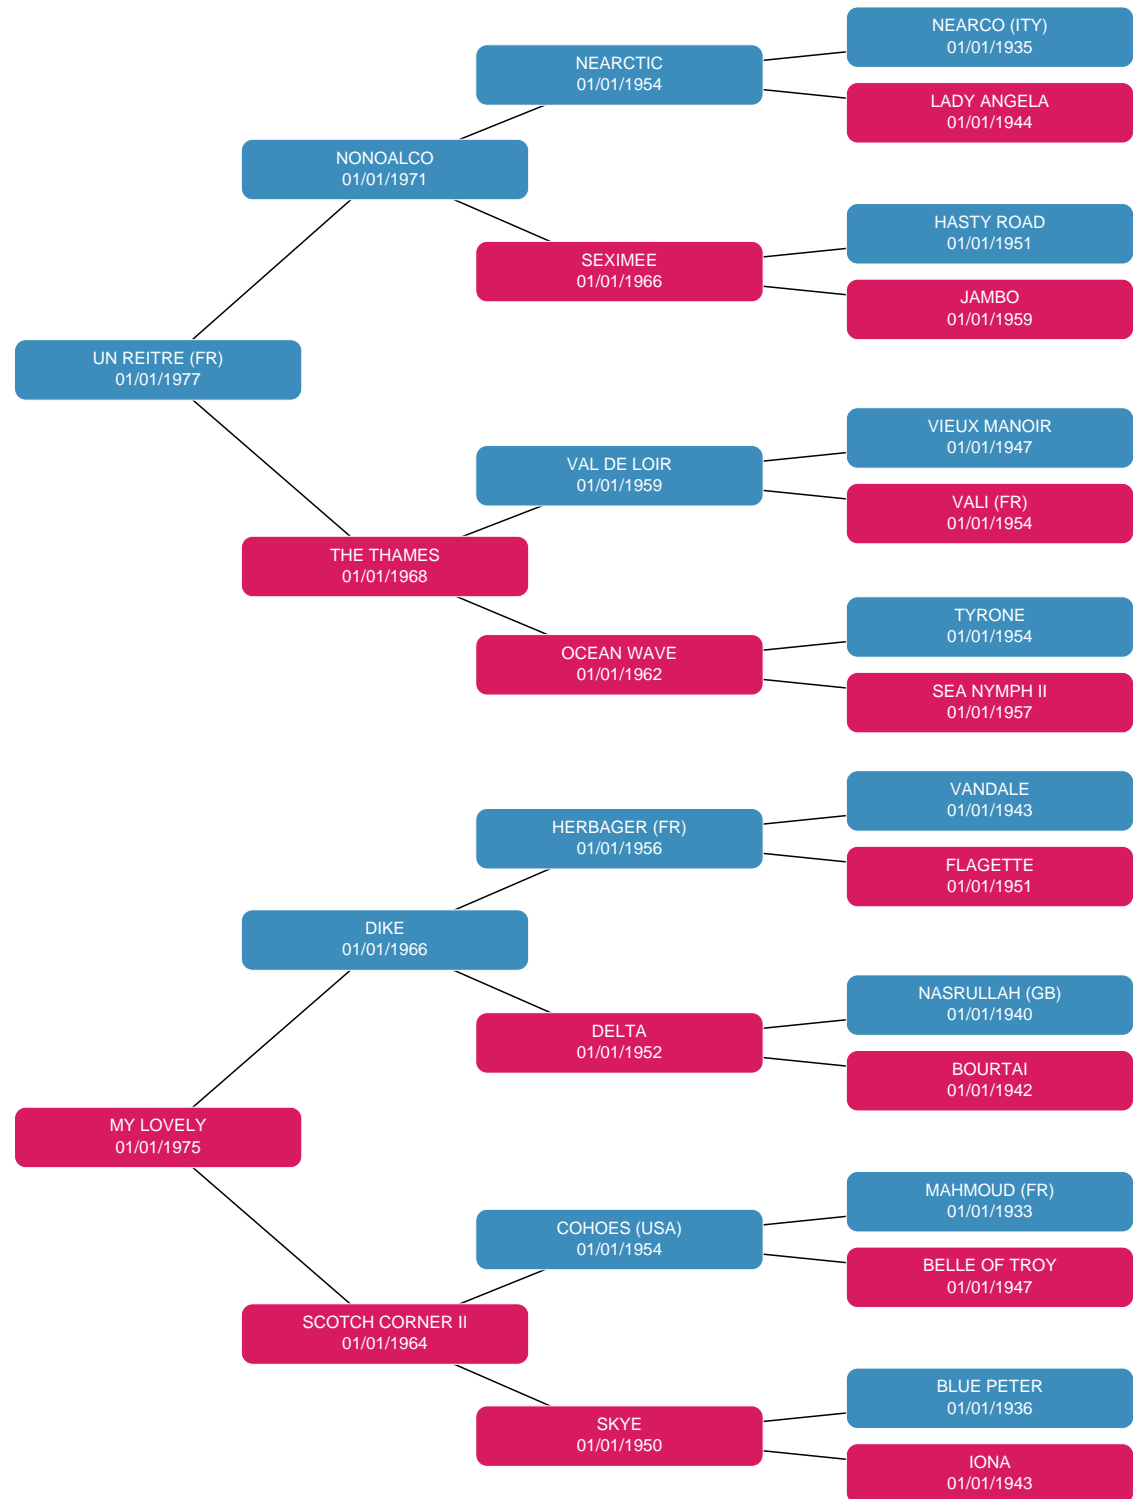 NEARCO (ITY)
01/01/1935
NEARCTIC
01/01/1954
LADY ANGELA
01/01/1944
NONOALCO
01/01/1971
HASTY ROAD
01/01/1951
SEXIMEE
01/01/1966
JAMBO
01/01/1959
UN REITRE (FR)
01/01/1977
VIEUX MANOIR
01/01/1947
VAL DE LOIR
01/01/1959
VALI (FR)
01/01/1954
THE THAMES
01/01/1968
TYRONE
01/01/1954
OCEAN WAVE
01/01/1962
SEA NYMPH II
01/01/1957
VANDALE
01/01/1943
HERBAGER (FR)
01/01/1956
FLAGETTE
01/01/1951
DIKE
01/01/1966
NASRULLAH (GB)
01/01/1940
DELTA
01/01/1952
BOURTAI
01/01/1942
MY LOVELY
01/01/1975
MAHMOUD (FR)
01/01/1933
COHOES (USA)
01/01/1954
BELLE OF TROY
01/01/1947
SCOTCH CORNER II
01/01/1964
BLUE PETER
01/01/1936
SKYE
01/01/1950
IONA
01/01/1943